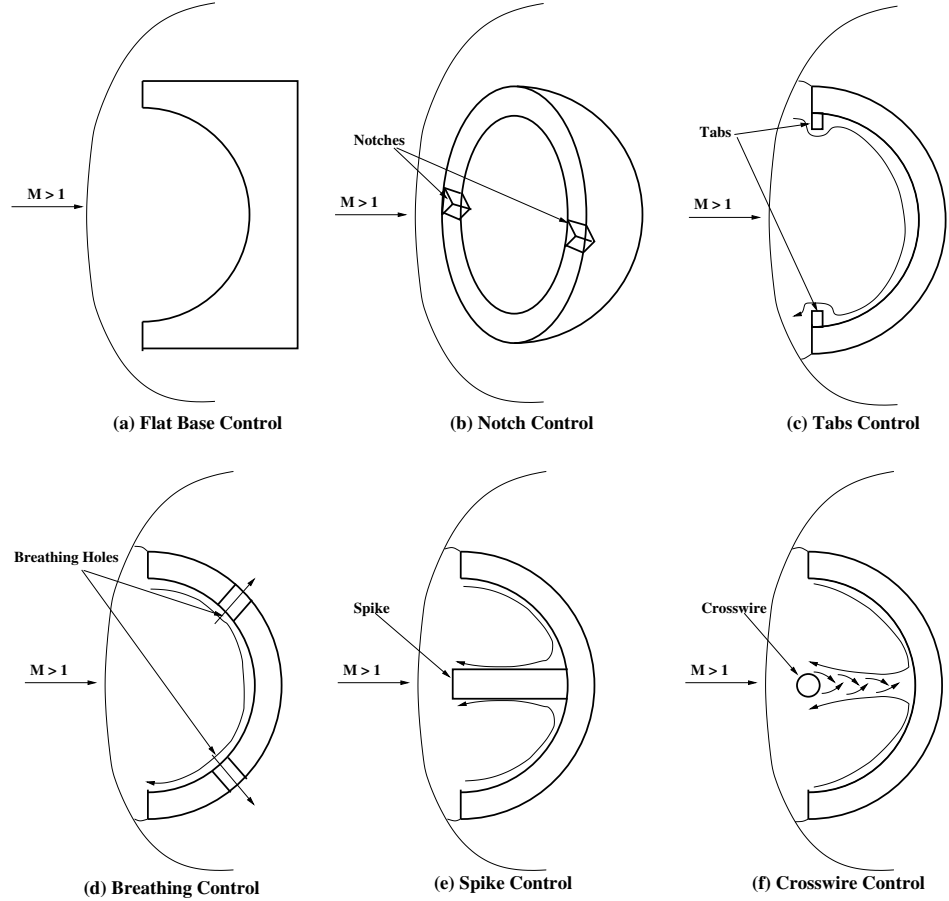 M > 1
(a) Flat Base Control
Notches
M > 1
(b) Notch Control
Tabs
M > 1
(c) Tabs Control
Breathing Holes
M > 1
(d) Breathing Control
Spike
M > 1
(e) Spike Control
Crosswire
M > 1
(f) Crosswire Control